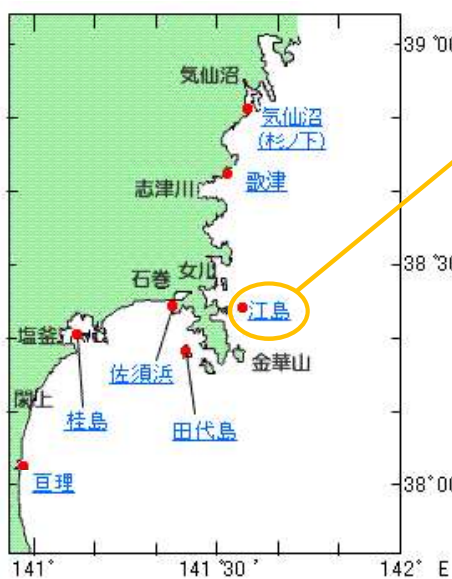 39°00
気仙沼
気仙沼
(杉ノ下)
歌津
志津川
38°30
女川
石巻
江島
塩釜
佐須浜
金華山
閖上
桂島
田代島
亘理
38°00
141°
141°30'
142° E